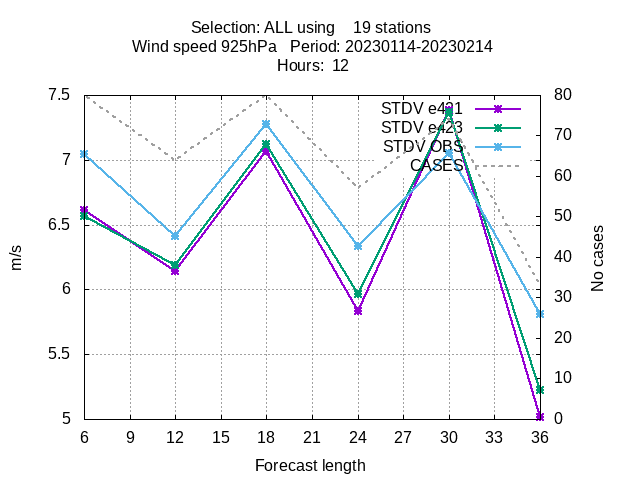 Selection: ALL using 19 stations
Wind speed 925hPa Period: 20230114-20230214
Hours: 12
7.5
7
6.5
6
5.5
5
m/s
STDV e421
STDV e423
STDV OBS
CASES
80
70
60
50
40
30
20
10
0
No cases
6 9 12 15 18 21 24 27 30 33 36
Forecast length